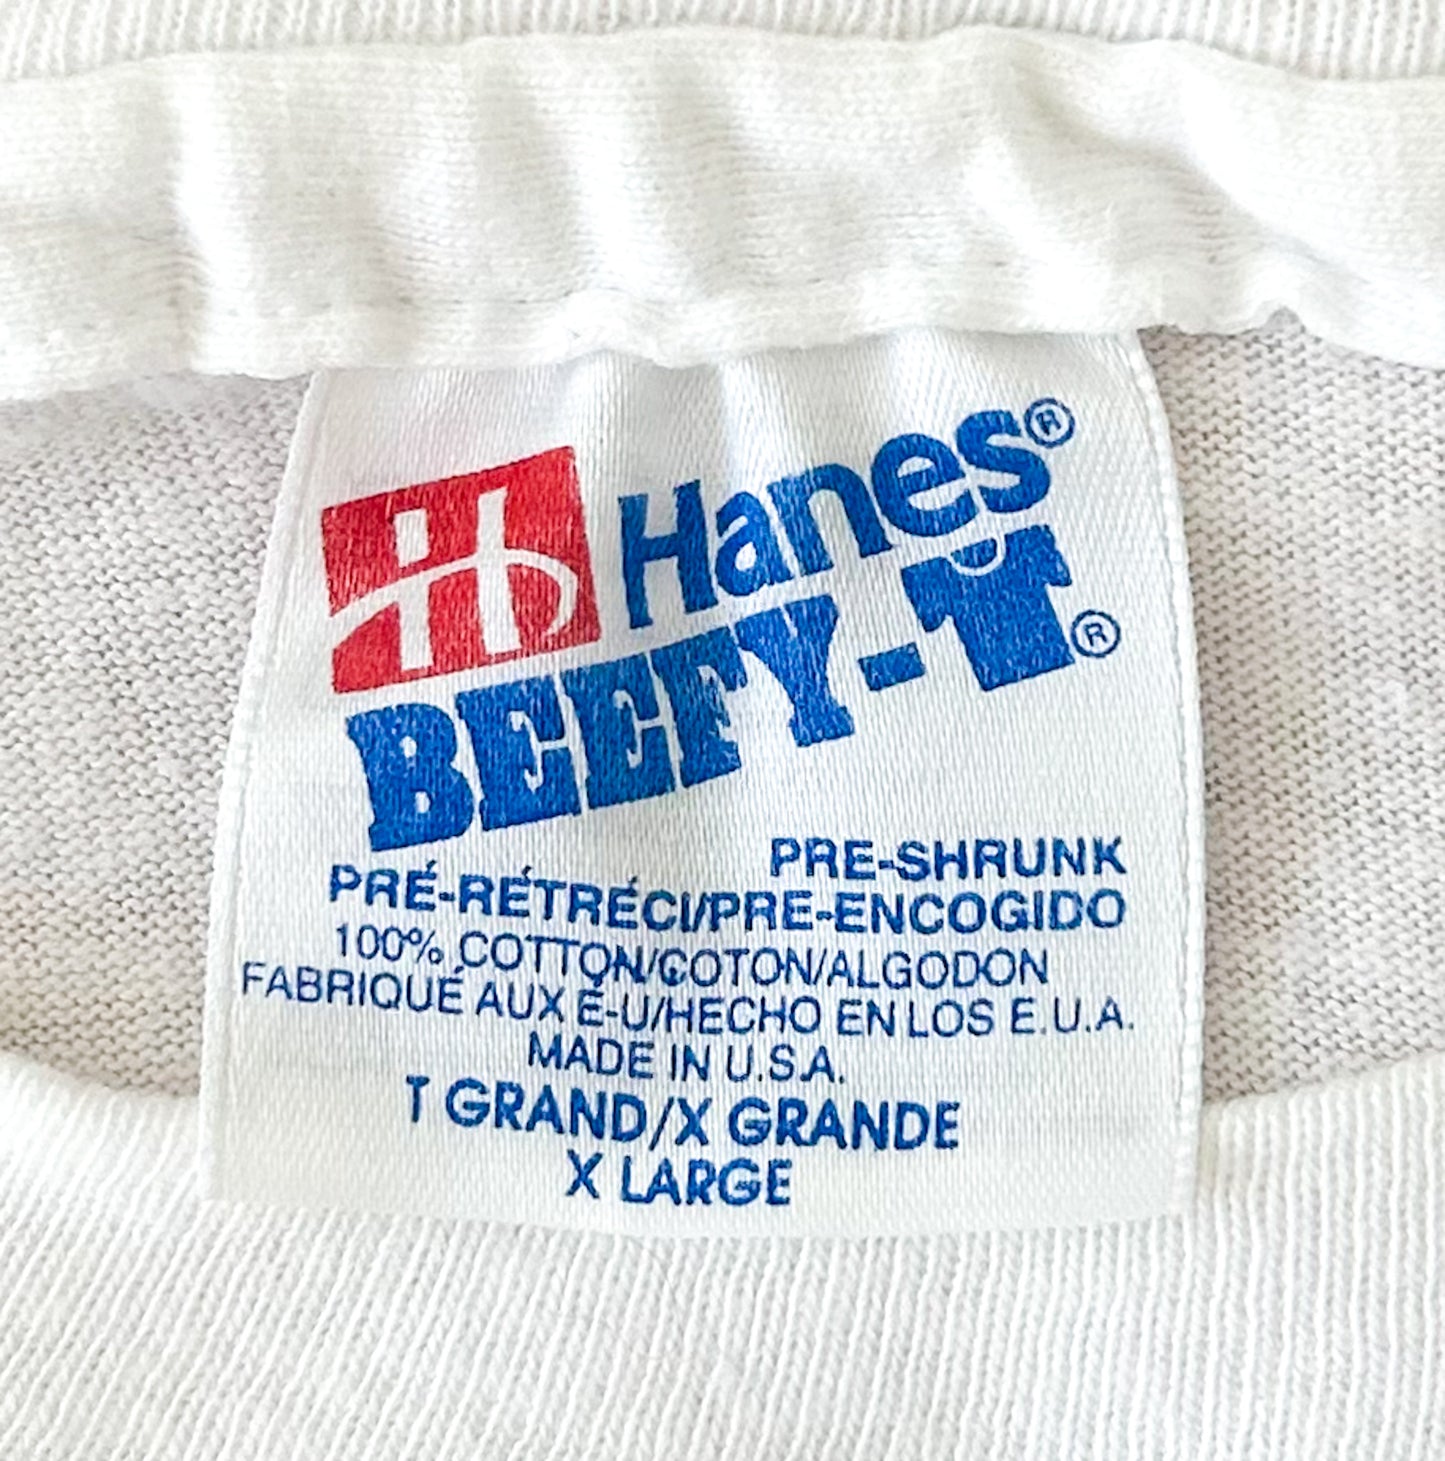 Hanes®
BEEFY-T®
PRE-SHRUNK
PRÉ-RÉTRÉCI/PRE-ENCOGIDO
100% COTTON/COTON/ALGODON
FABRIQUÉ AUX É-U/HECHO EN LOS E.U.A.
MADE IN U.S.A.
T GRAND/X GRANDE
X LARGE